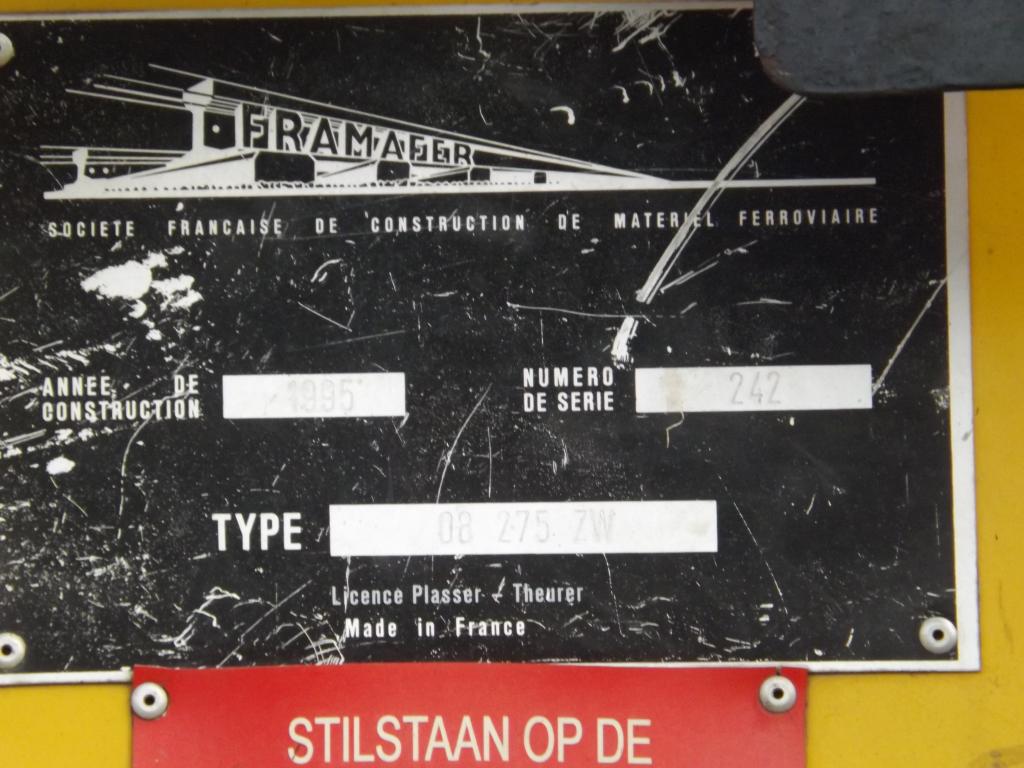 FRAMAFER
SOCIETE FRANCAISE DE CONSTRUCTION DE MATERIEL FERROVIAIRE
ANNEE DE CONSTRUCTION 1995
NUMERO DE SERIE 242
TYPE 08 275 ZW
Licence Plasser - Theurer
Made in France
STILSTAAN OP DE